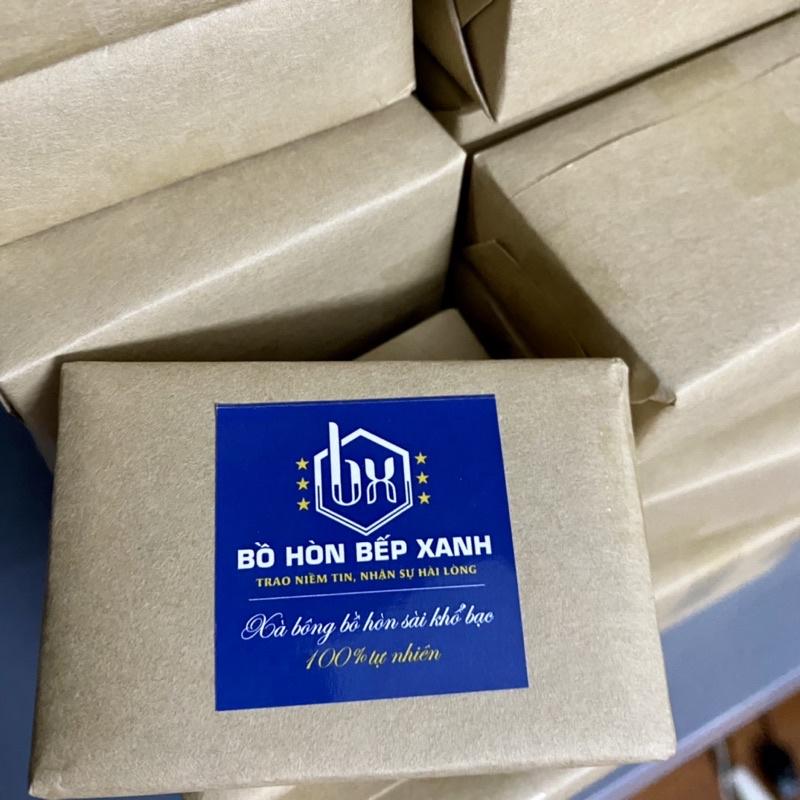 bx
BỒ HÒN BẾP XANH
TRAO NIỀM TIN, NHẬN SỰ HÀI LÒNG
Xà bông bồ hòn sài khổ bạc
100% tự nhiên